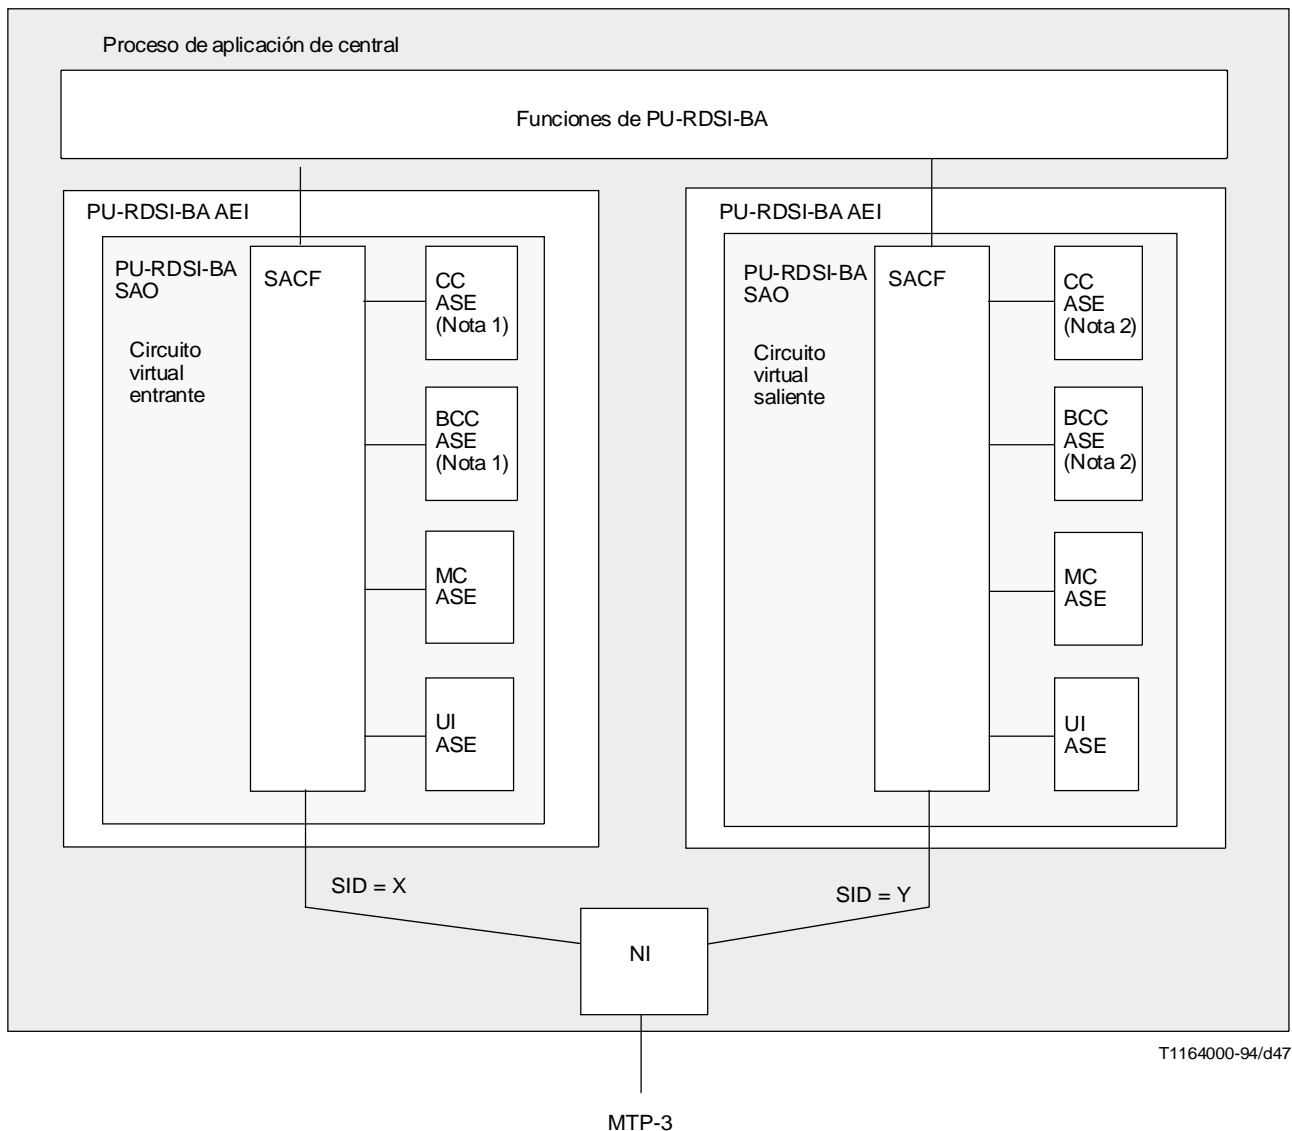 Proceso de aplicación de central
Funciones de PU-RDSI-BA
PU-RDSI-BA AEI
PU-RDSI-BA
SAO
Circuito
virtual
entrante
SACF
CC
ASE
(Nota 1)
BCC
ASE
(Nota 1)
MC
ASE
UI
ASE
PU-RDSI-BA AEI
PU-RDSI-BA
SAO
Circuito
virtual
saliente
SACF
CC
ASE
(Nota 2)
BCC
ASE
(Nota 2)
MC
ASE
UI
ASE
SID = X
SID = Y
NI
T1164000-94/d47
MTP-3